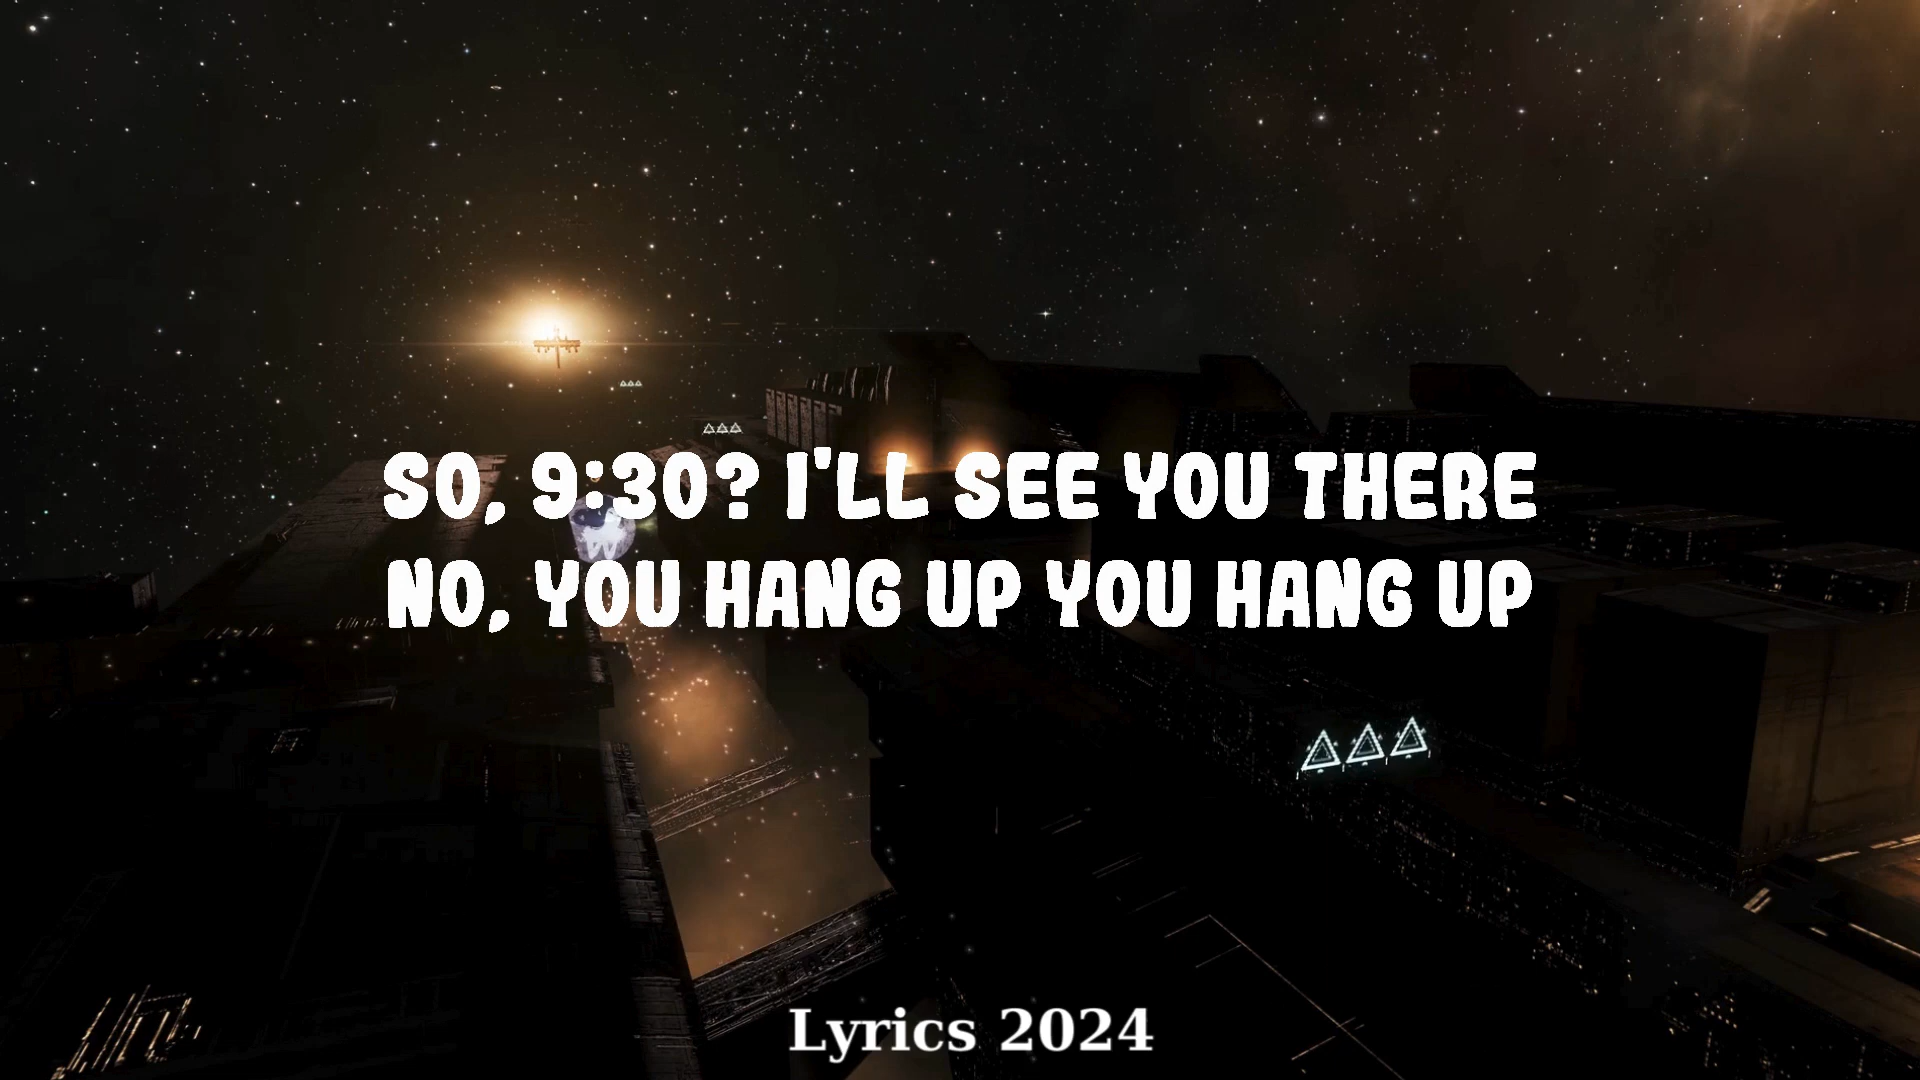 SO, 9:30? I'LL SEE YOU THERE
NO, YOU HANG UP YOU HANG UP
Lyrics 2024